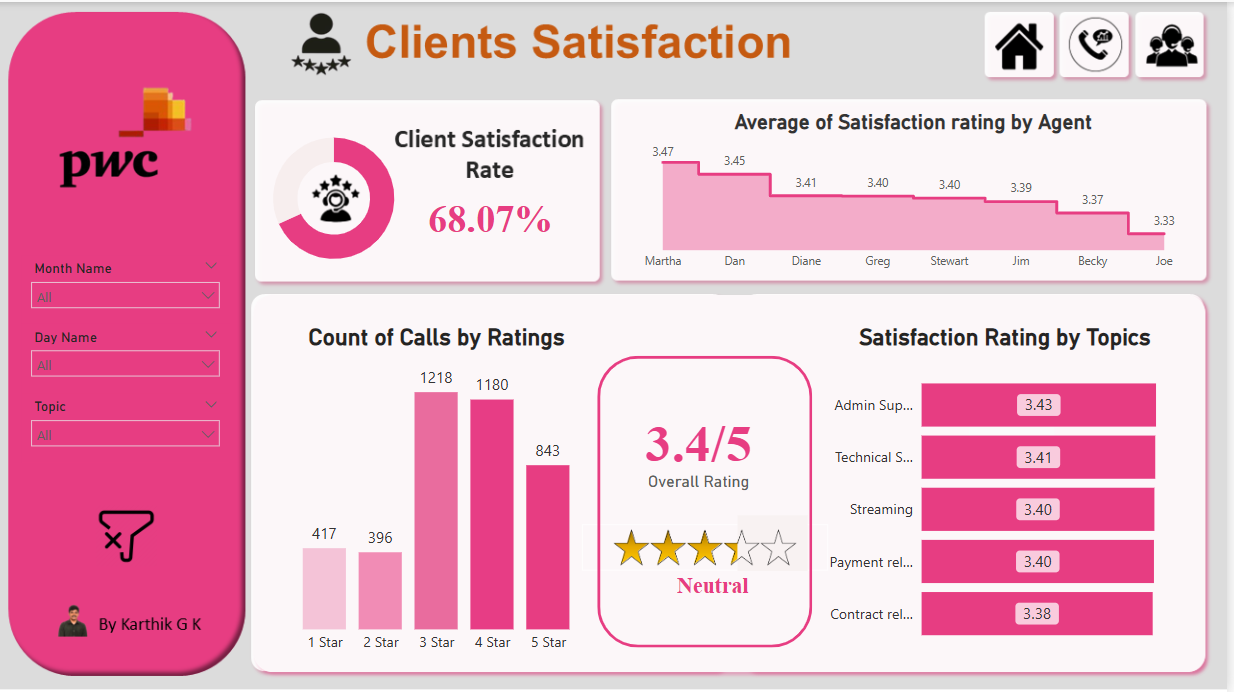 Clients Satisfaction
pwc
Month Name
All
Day Name
All
Topic
All
By Karthik G K
Client Satisfaction
Rate
68.07%
Average of Satisfaction rating by Agent
3.47
3.45
3.41
3.40
3.40
3.39
3.37
3.33
Martha Dan Diane Greg Stewart Jim Becky Joe
Count of Calls by Ratings
417
396
1218
1180
843
1 Star 2 Star 3 Star 4 Star 5 Star
3.4/5
Overall Rating
Neutral
Satisfaction Rating by Topics
Admin Sup... 3.43
Technical S... 3.41
Streaming 3.40
Payment rel... 3.40
Contract rel... 3.38